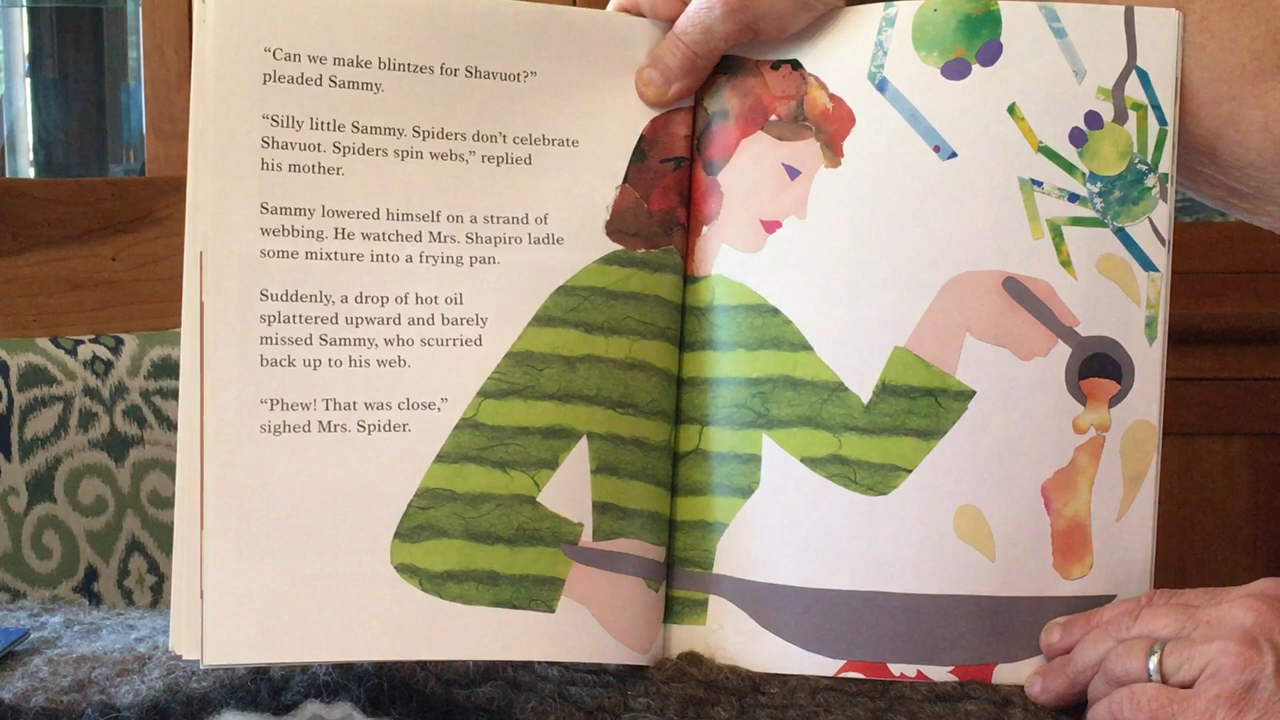 “Can we make blintzes for Shavuot?”
pleaded Sammy.
“Silly little Sammy. Spiders don’t celebrate
Shavuot. Spiders spin webs,” replied
his mother.
Sammy lowered himself on a strand of
webbing. He watched Mrs. Shapiro ladle
some mixture into a frying pan.
Suddenly, a drop of hot oil
splattered upward and barely
missed Sammy, who scurried
back up to his web.
“Phew! That was close,”
sighed Mrs. Spider.